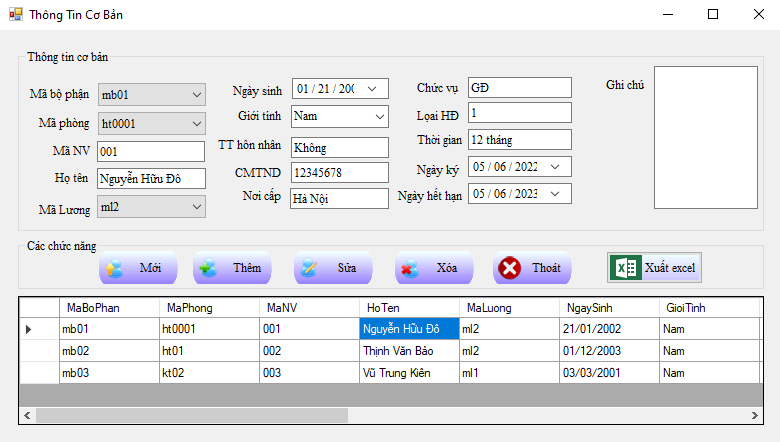 Thông Tin Cơ Bản
Thông tin cơ bản
Mã bộ phận mb01
Mã phòng ht0001
Mã NV 001
Họ tên Nguyễn Hữu Đô
Mã Lương ml2
Ngày sinh 01 / 21 / 200
Giới tính Nam
TT hôn nhân Không
CMTND 12345678
Nơi cấp Hà Nội
Chức vụ GĐ
Lọai HĐ 1
Thời gian 12 tháng
Ngày ký 05 / 06 / 2022
Ngày hết hạn 05 / 06 / 2023
Ghi chú
Các chức năng
Mới Thêm Sửa Xóa Thoát Xuất excel
MaBoPhan MaPhong MaNV HoTen MaLuong NgaySinh GioiTinh
mb01 ht0001 001 Nguyễn Hữu Đô ml2 21/01/2002 Nam
mb02 ht01 002 Thịnh Văn Bảo ml2 01/12/2003 Nam
mb03 kt02 003 Vũ Trung Kiên ml1 03/03/2001 Nam